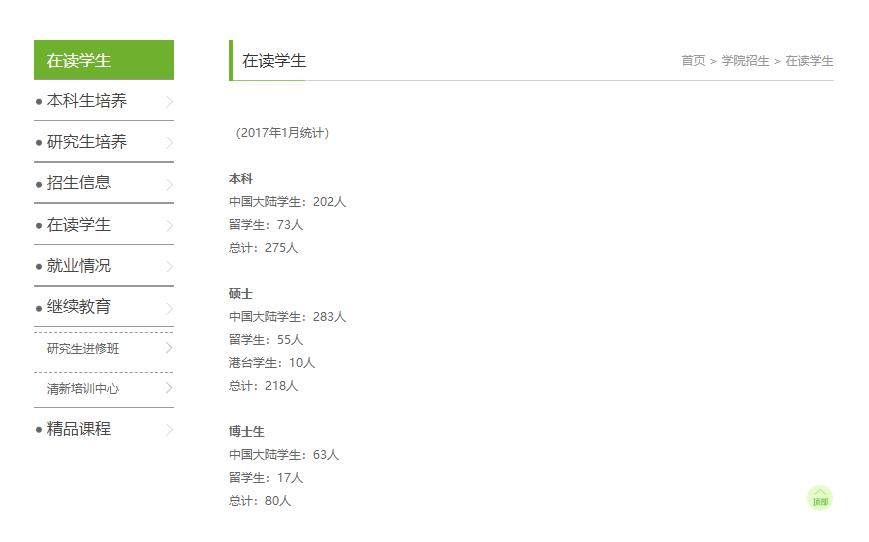 在读学生
本科生培养
研究生培养
招生信息
在读学生
就业情况
继续教育
研究生进修班
清新培训中心
精品课程
在读学生
首页 > 学院招生 > 在读学生
（2017年1月统计）
本科
中国大陆学生：202人
留学生：73人
总计：275人
硕士
中国大陆学生：283人
留学生：55人
港台学生：10人
总计：218人
博士生
中国大陆学生：63人
留学生：17人
总计：80人
顶部